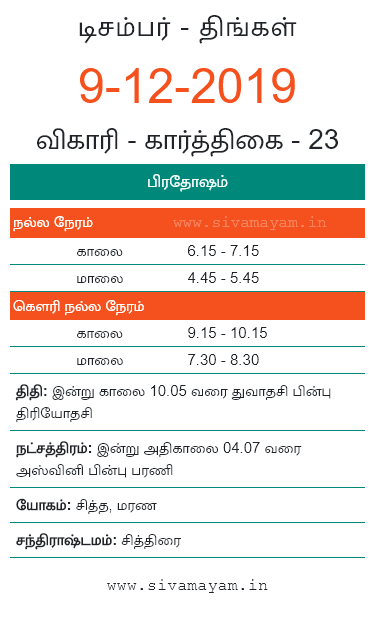 டிசம்பர் - திங்கள்
9-12-2019
விகாரி - கார்த்திகை - 23
பிரதோஷம்
நல்ல நேரம் www.sivamayam.in
காலை 6.15 - 7.15
மாலை 4.45 - 5.45
கௌரி நல்ல நேரம்
காலை 9.15 - 10.15
மாலை 7.30 - 8.30
திதி: இன்று காலை 10.05 வரை துவாதசி பின்பு
திரியோதசி
நட்சத்திரம்: இன்று அதிகாலை 04.07 வரை
அஸ்வினி பின்பு பரணி
யோகம்: சித்த, மரண
சந்திராஷ்டமம்: சித்திரை
www.sivamayam.in